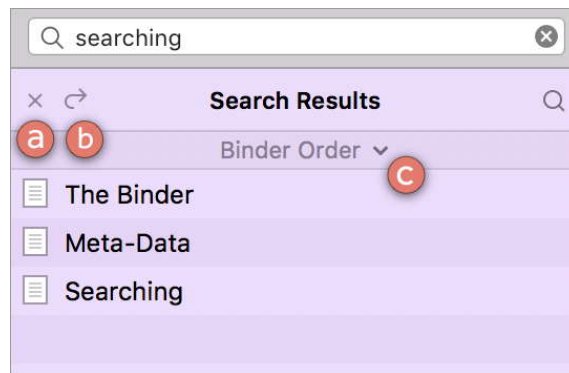 searching
Search Results
a b
Binder Order
c
The Binder
Meta-Data
Searching